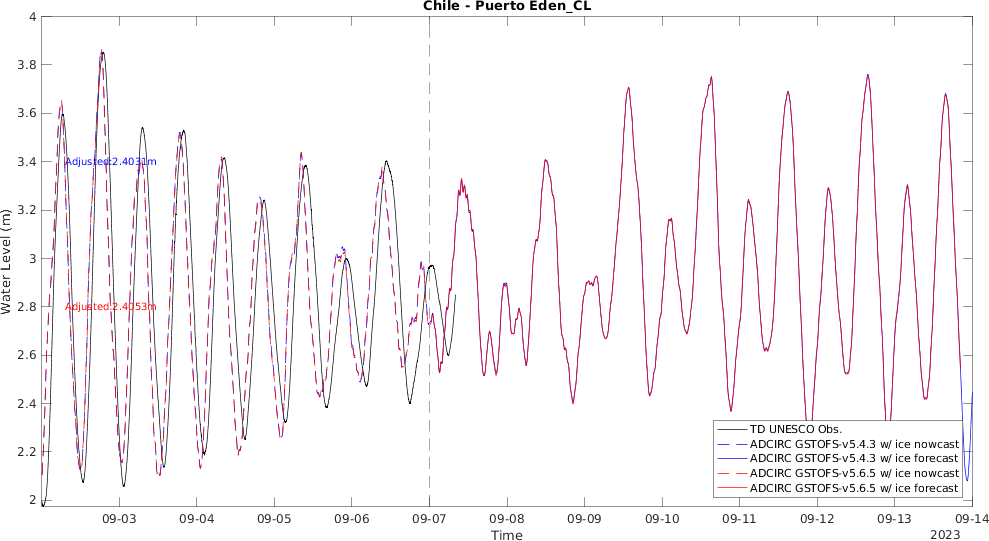 Chile - Puerto Eden_CL
Water Level (m)
4
3.8
3.6
3.4
3.2
3
2.8
2.6
2.4
2.2
2
Adjusted:2.4031m
Adjusted:2.4053m
TD UNESCO Obs.
ADCIRC GSTOFS-v5.4.3 w/ ice nowcast
ADCIRC GSTOFS-v5.4.3 w/ ice forecast
ADCIRC GSTOFS-v5.6.5 w/ ice nowcast
ADCIRC GSTOFS-v5.6.5 w/ ice forecast
09-03 09-04 09-05 09-06 09-07 09-08 09-09 09-10 09-11 09-12 09-13 09-14
Time
2023